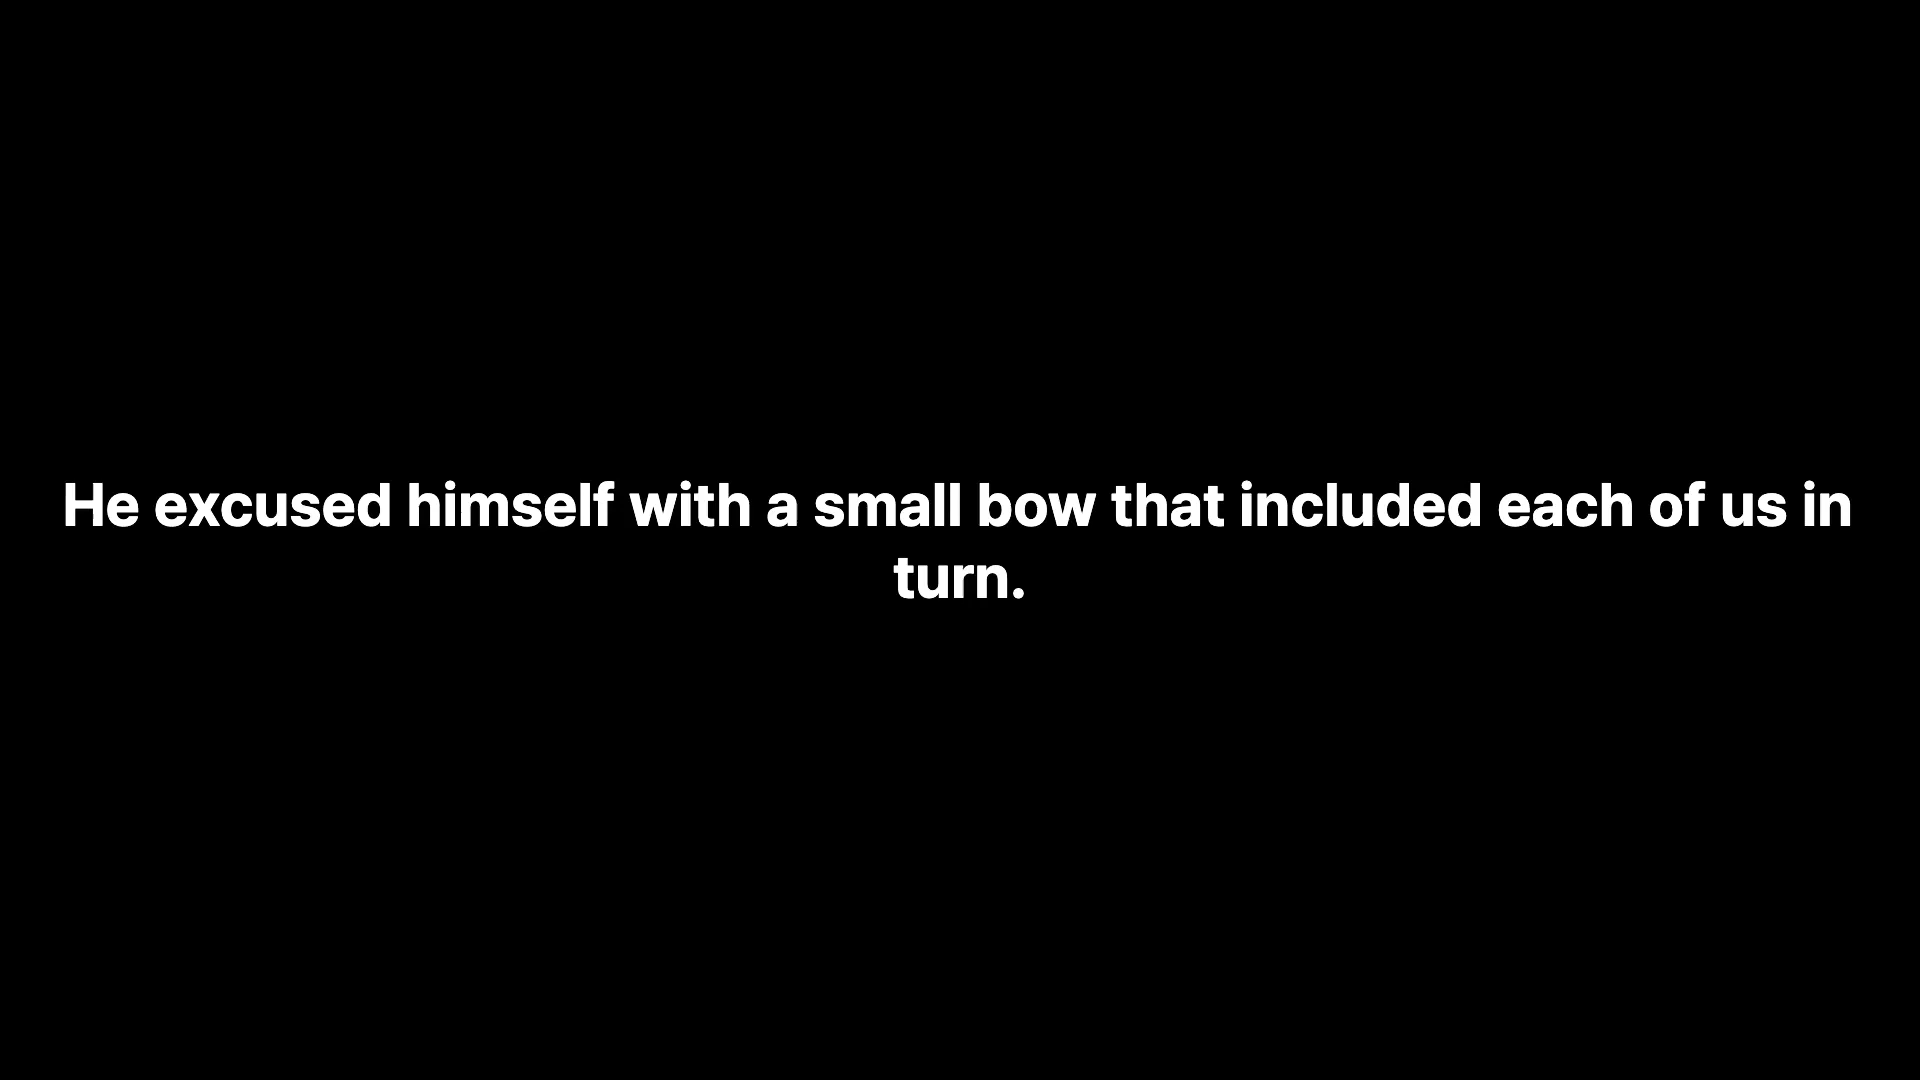 He excused himself with a small bow that included each of us in
turn.